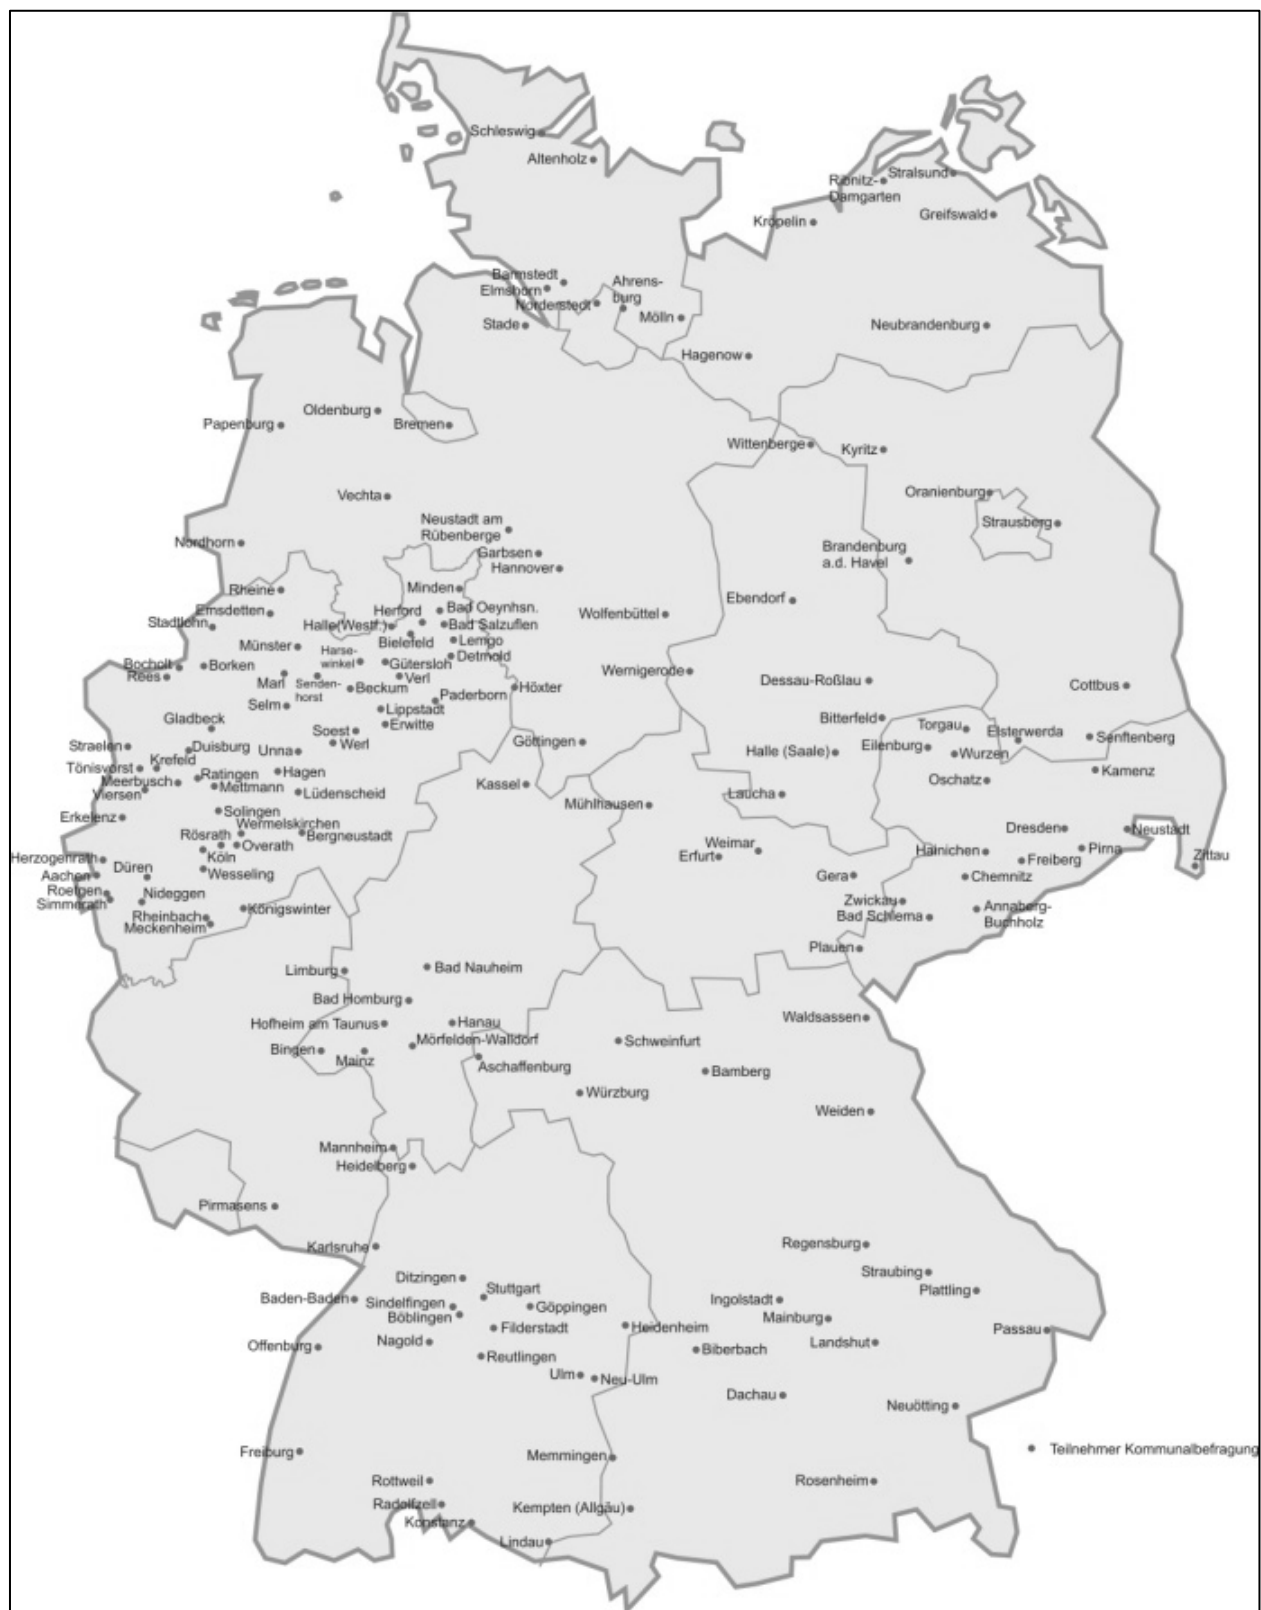 Schleswig
Altenholz
Stralsund
Ribnitz-
Damgarten
Greifswald
Kröpelin
Barmstedt
Elmshorn
Norderstedt
Ahrens-
burg
Mölln
Stade
Neubrandenburg
Hagenow
Oldenburg
Papenburg
Bremen
Wittenberge
Kyritz
Vechta
Oranienburg
Strausberg
Neustadt am
Rübenberge
Nordhorn
Garbsen
Hannover
Brandenburg
a.d. Havel
Rheine
Minden
Ebendorf
Emsdetten
Herford
Bad Oeynhsn.
Wolfenbüttel
Stadtlohn
Halle(Westf.)
Bad Salzuflen
Bielefeld
Lemgo
Münster
Harse-
winkel
Detmold
Gütersloh
Bocholt
Borken
Rees
Verl
Wernigerode
Marl
Senden-
horst
Beckum
Höxter
Dessau-Roßlau
Cottbus
Paderborn
Selm
Lippstadt
Gladbeck
Erwitte
Bitterfeld
Torgau
Soest
Elsterwerda
Senftenberg
Straelen
Duisburg
Unna
Werl
Göttingen
Halle (Saale)
Eilenburg
Wurzen
Krefeld
Tönisvorst
Ratingen
Hagen
Kamenz
Meerbusch
Mettmann
Viersen
Lüdenscheid
Kassel
Oschatz
Mühlhausen
Laucha
Erkelenz
Solingen
Wermelskirchen
Rösrath
Bergneustadt
Dresden
Neustadt
Overath
Köln
Weimar
Erfurt
Hainichen
Pirna
Freiberg
Zittau
Herzogenrath
Düren
Wesseling
Aachen
Gera
Chemnitz
Roetgen
Nideggen
Simmerath
Zwickau
Bad Schlema
Annaberg-
Buchholz
Rheinbach
Meckenheim
Königswinter
Plauen
Limburg
Bad Nauheim
Bad Homburg
Hofheim am Taunus
Hanau
Waldsassen
Mörfelden-Walldorf
Schweinfurt
Bingen
Mainz
Aschaffenburg
Bamberg
Würzburg
Weiden
Mannheim
Heidelberg
Pirmasens
Karlsruhe
Regensburg
Ditzingen
Straubing
Stuttgart
Plattling
Baden-Baden
Sindelfingen
Böblingen
Göppingen
Ingolstadt
Mainburg
Filderstadt
Heidenheim
Passau
Offenburg
Nagold
Landshut
Reutlingen
Biberbach
Ulm
Neu-Ulm
Dachau
Neuötting
Freiburg
Memmingen
Teilnehmer Kommunalbefragung
Rottweil
Rosenheim
Radolfzell
Kempten (Allgäu)
Konstanz
Lindau